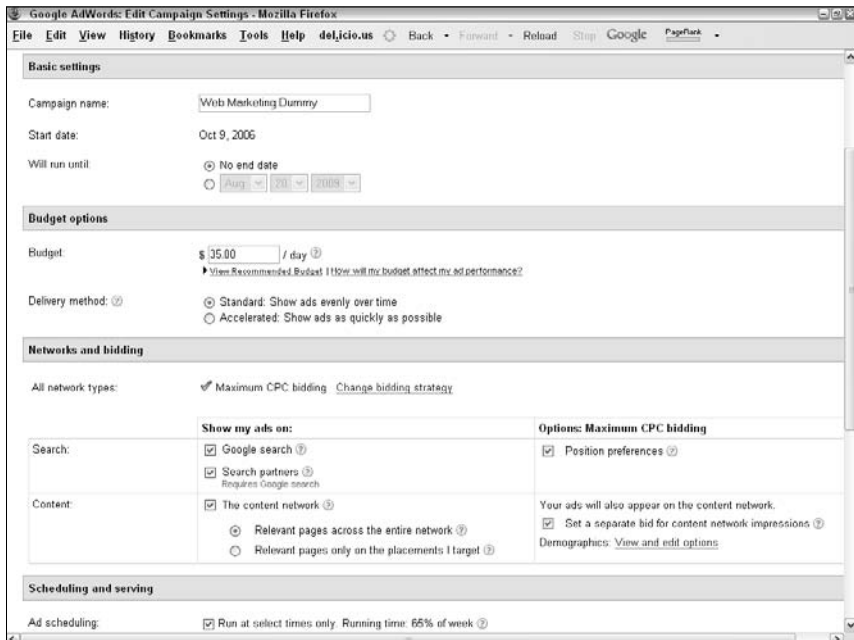 Google AdWords: Edit Campaign Settings - Mozilla Firefox
File Edit View History Bookmarks Tools Help del.icio.us Back Forward Reload Stop Google PageRank
Basic settings
Campaign name: Web Marketing Dummy
Start date: Oct 9, 2006
Will run until: No end date
Aug 20 2009
Budget options
Budget: $ 35.00 / day ?
View Recommended Budget | How will my budget affect my ad performance?
Delivery method: ? Standard: Show ads evenly over time
Accelerated: Show ads as quickly as possible
Networks and bidding
All network types: Maximum CPC bidding Change bidding strategy
Show my ads on: Options: Maximum CPC bidding
Search: Google search ? Position preferences ?
Search partners ?
Requires Google search
Content: The content network ? Your ads will also appear on the content network.
Relevant pages across the entire network ? Set a separate bid for content network impressions ?
Relevant pages only on the placements I target ? Demographics: View and edit options
Scheduling and serving
Ad scheduling: Run at select times only. Running time: 65% of week ?